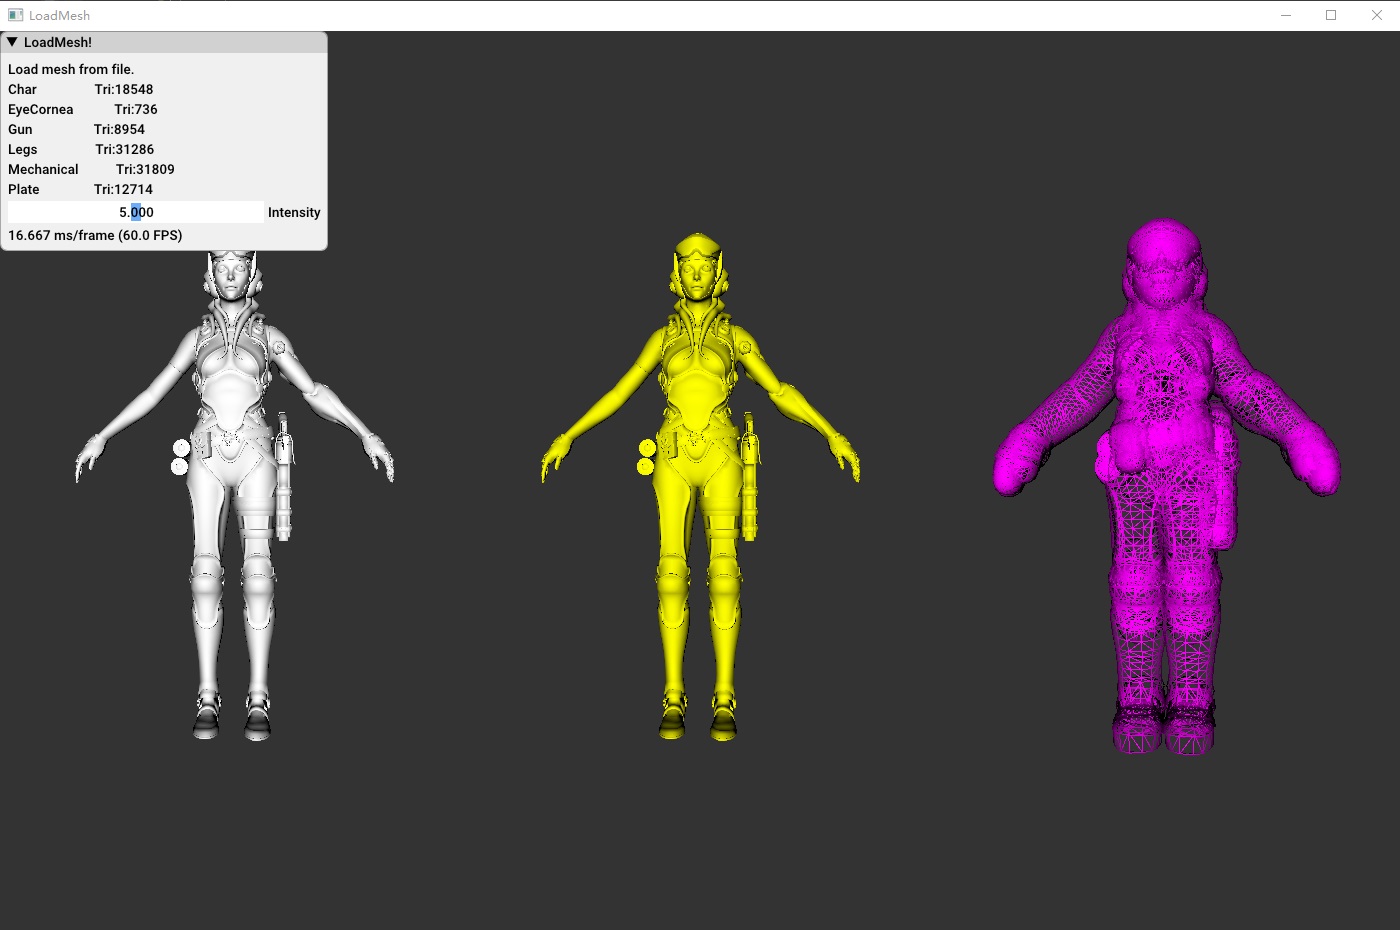 LoadMesh
LoadMesh!
Load mesh from file.
Char Tri:18548
EyeCornea Tri:736
Gun Tri:8954
Legs Tri:31286
Mechanical Tri:31809
Plate Tri:12714
5.000 Intensity
16.667 ms/frame (60.0 FPS)